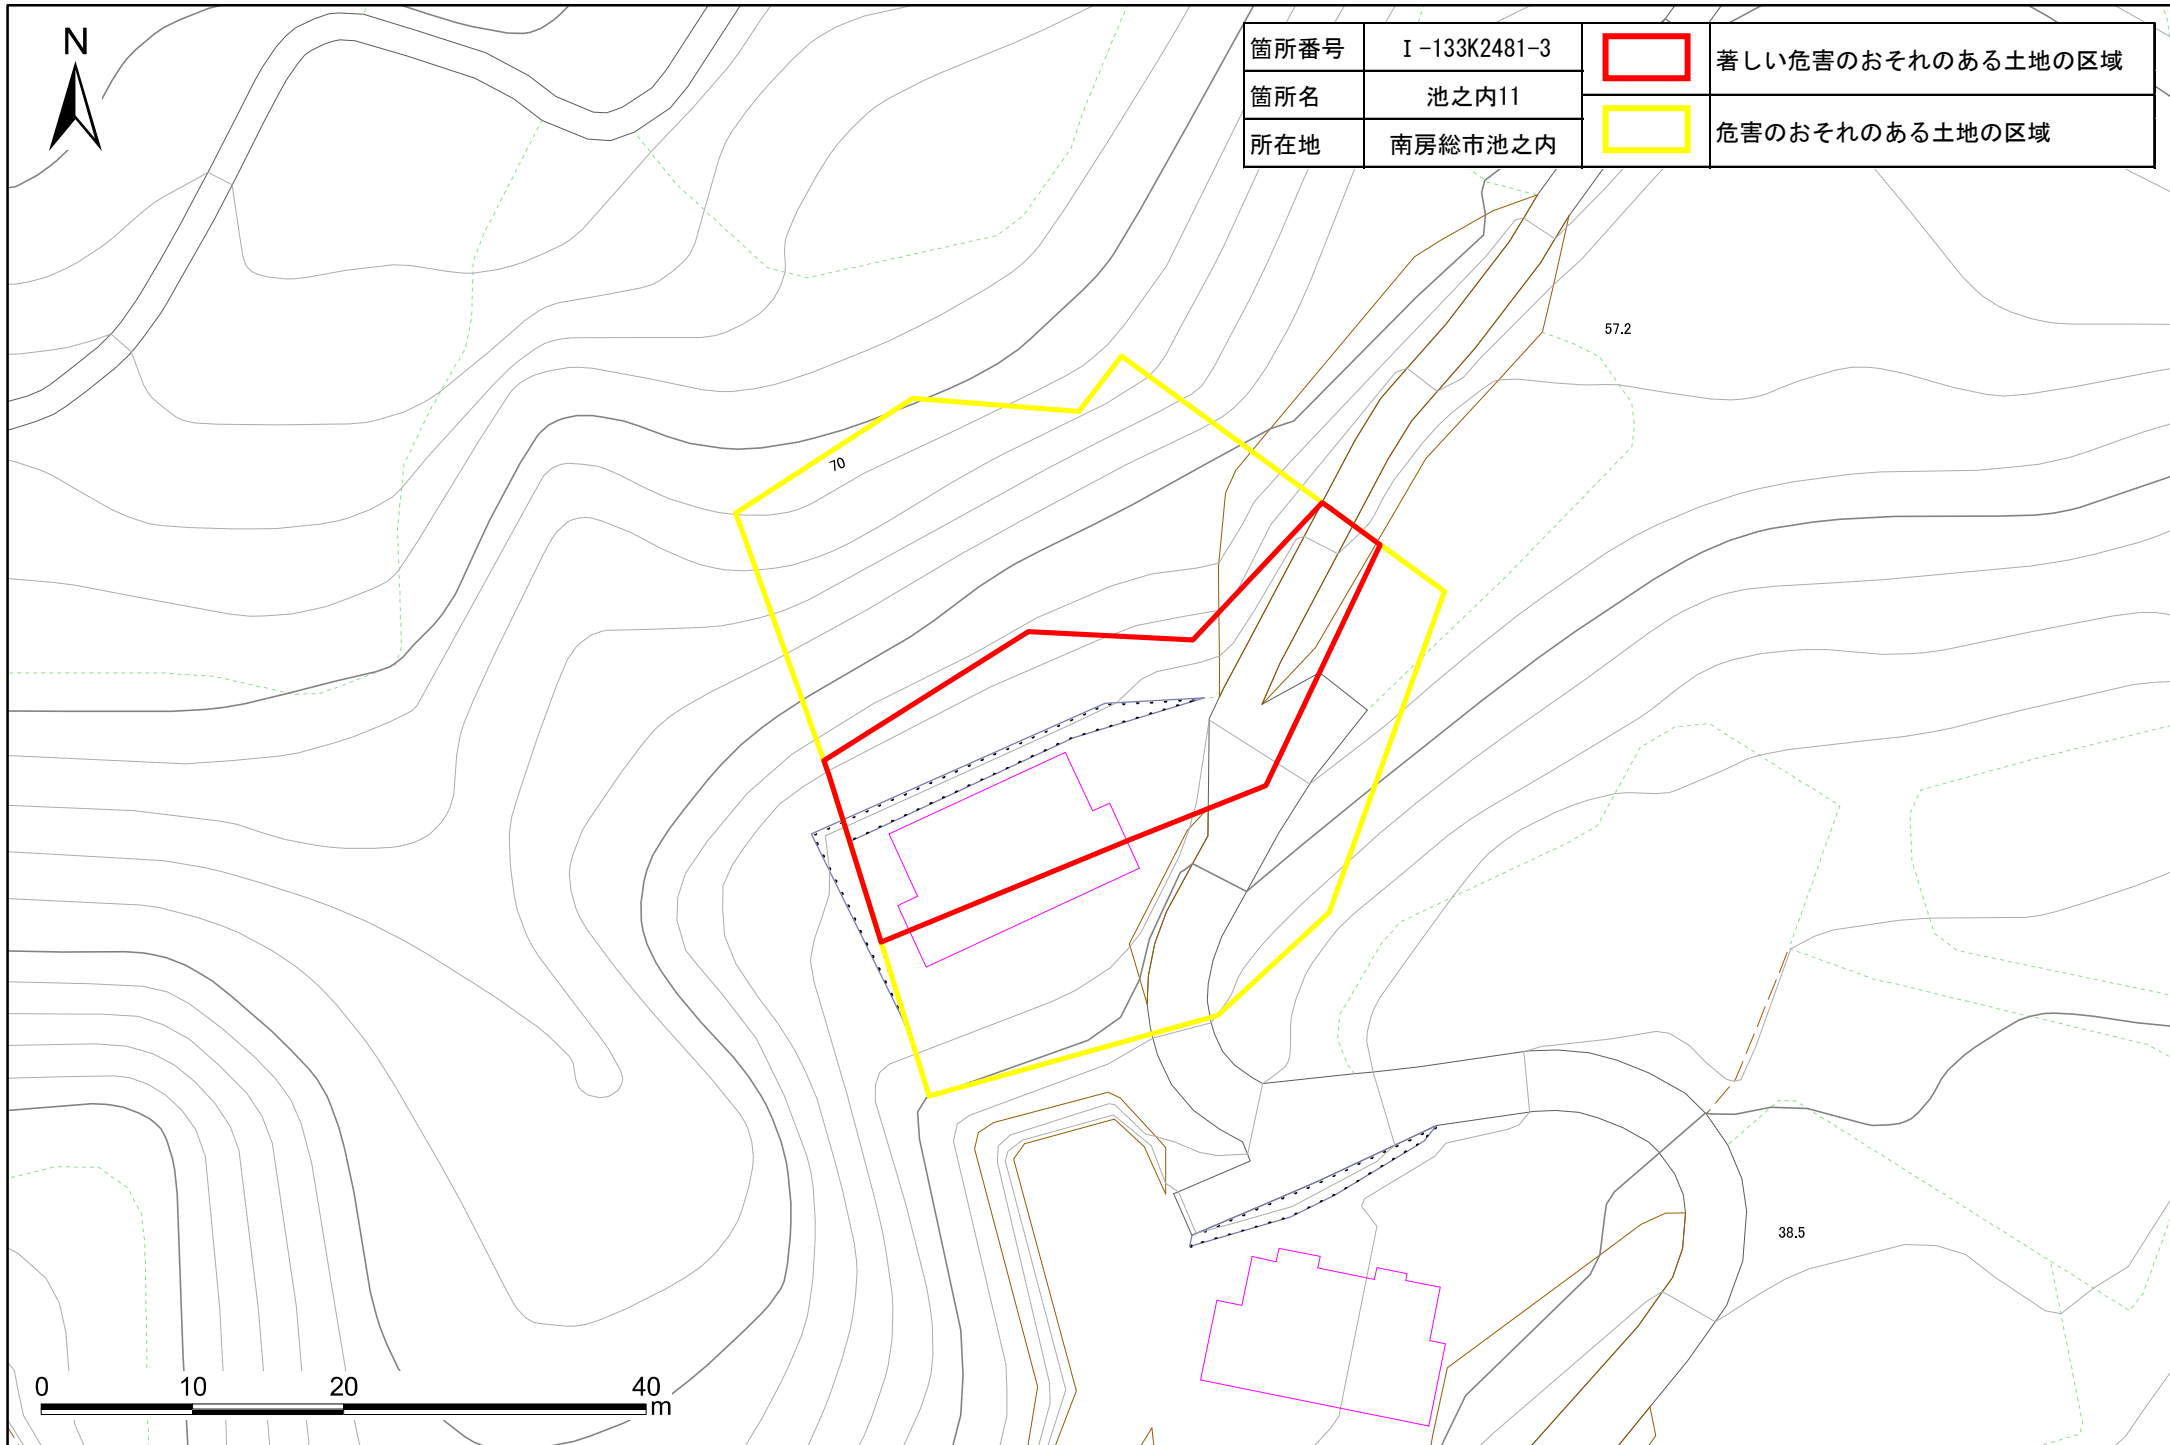 N
箇所番号 Ⅰ-133K2481-3
箇所名 池之内11
所在地 南房総市池之内
著しい危害のおそれのある土地の区域
危害のおそれのある土地の区域
57.2
70
38.5
0 10 20 40
m